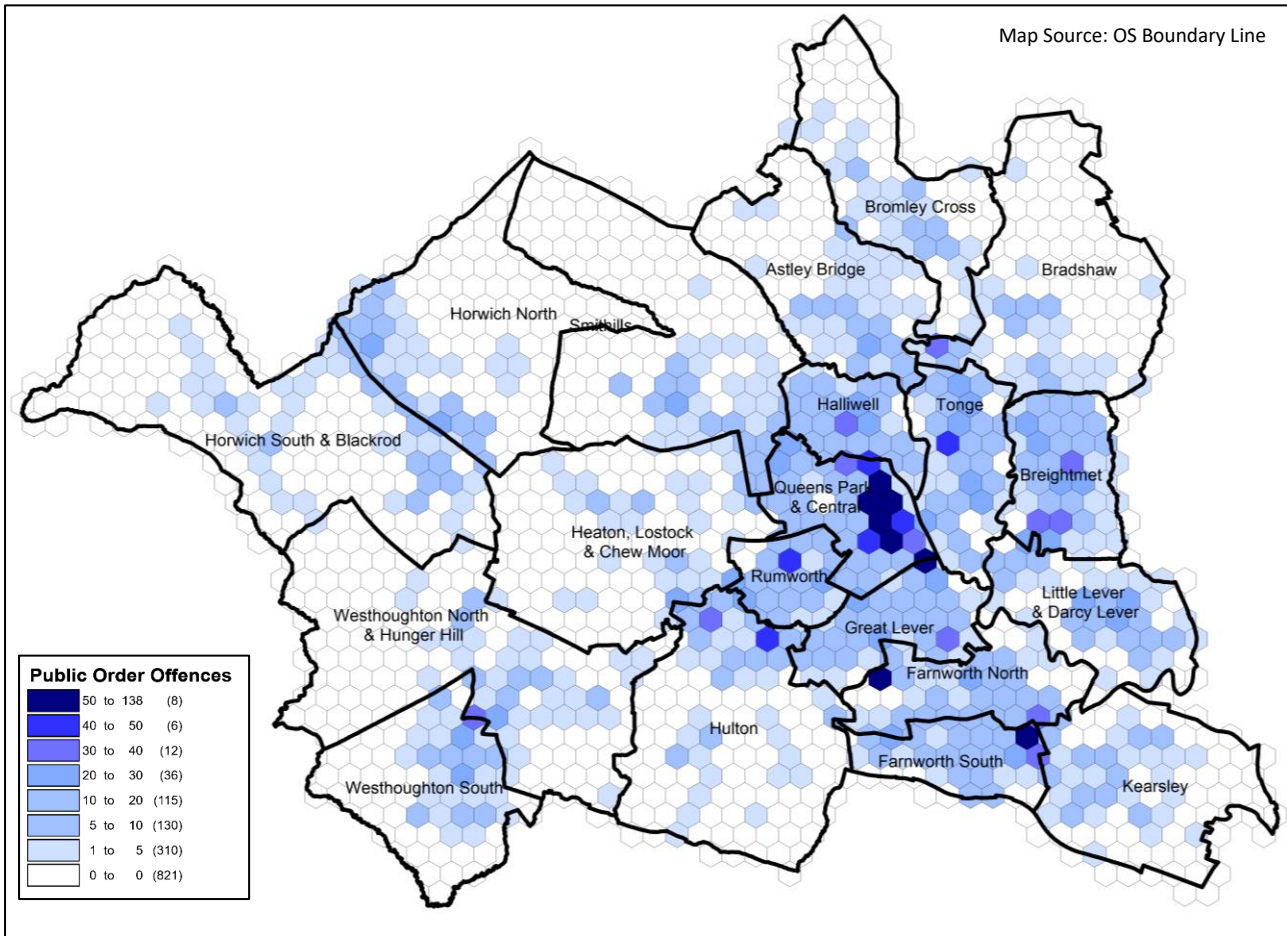 Map Source: OS Boundary Line
Bromley Cross
Astley Bridge
Bradshaw
Horwich North
Smithills
Halliwell
Tonge
Horwich South & Blackrod
Breightmet
Queens Park
& Central
Heaton, Lostock
& Chew Moor
Rumworth
Little Lever
& Darcy Lever
Westhoughton North
& Hunger Hill
Great Lever
Farnworth North
Hulton
Farnworth South
Westhoughton South
Kearsley
Public Order Offences
50 to 138 (8)
40 to 50 (6)
30 to 40 (12)
20 to 30 (36)
10 to 20 (115)
5 to 10 (130)
1 to 5 (310)
0 to 0 (821)